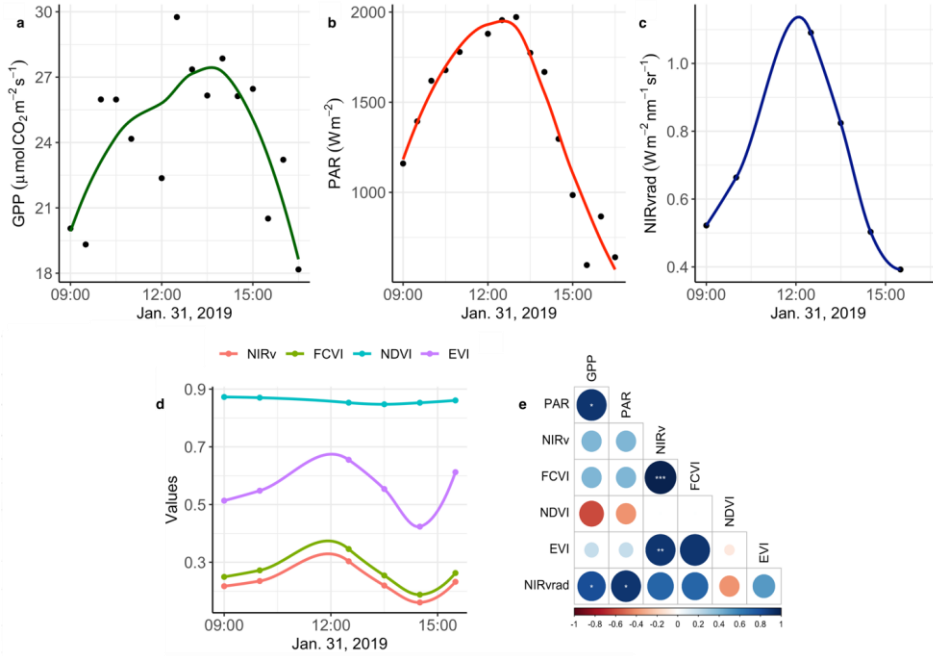 a
GPP (μmol CO₂ m⁻² s⁻¹)
30
27
24
21
18
09:00 12:00 15:00
Jan. 31, 2019
b
PAR (W m⁻²)
2000
1500
1000
09:00 12:00 15:00
Jan. 31, 2019
c
NIRvrad (W m⁻² nm⁻¹ sr⁻¹)
1.0
0.8
0.6
0.4
09:00 12:00 15:00
Jan. 31, 2019
NIRv FCVI NDVI EVI
d
Values
0.9
0.7
0.5
0.3
09:00 12:00 15:00
Jan. 31, 2019
e
GPP
PAR * PAR
NIRv NIRv
FCVI *** FCVI
NDVI NDVI
EVI ** EVI
NIRvrad * *
-1 -0.8 -0.6 -0.4 -0.2 0 0.2 0.4 0.6 0.8 1